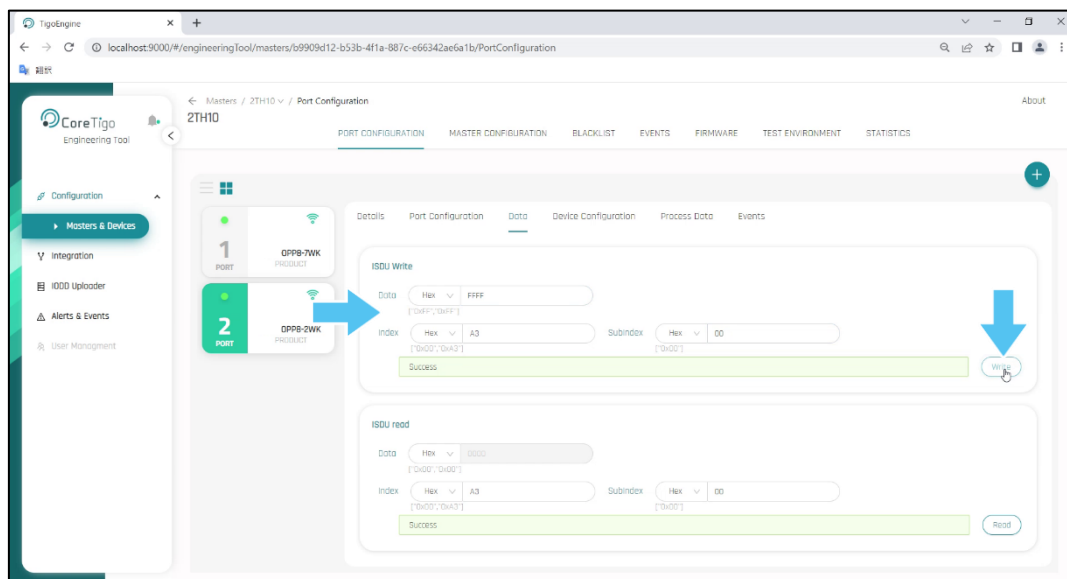 TigoEngine
localhost:9000/#/engineeringTool/masters/b9909d12-b53b-4f1a-887c-e66342ae6a1b/PortConfiguration
翻訳
CoreTigo
Engineering Tool
← Masters / 2TH10 / Port Configuration
About
2TH10
PORT CONFIGURATION MASTER CONFIGURATION BLACKLIST EVENTS FIRMWARE TEST ENVIRONMENT STATISTICS
Configuration
Masters & Devices
Integration
IODD Uploader
Alerts & Events
User Managment
1
PORT
OPPB-7WK
PRODUCT
2
PORT
OPPB-2WK
PRODUCT
Details Port Configuration Data Device Configuration Process Data Events
ISDU Write
Data Hex FFFF
["0xFF","0xFF"]
Index Hex A3 Subindex Hex 00
["0x00","0xA3"] ["0x00"]
Success
Write
ISDU read
Data Hex 0000
["0x00","0x00"]
Index Hex A3 Subindex Hex 00
["0x00","0xA3"] ["0x00"]
Success
Read